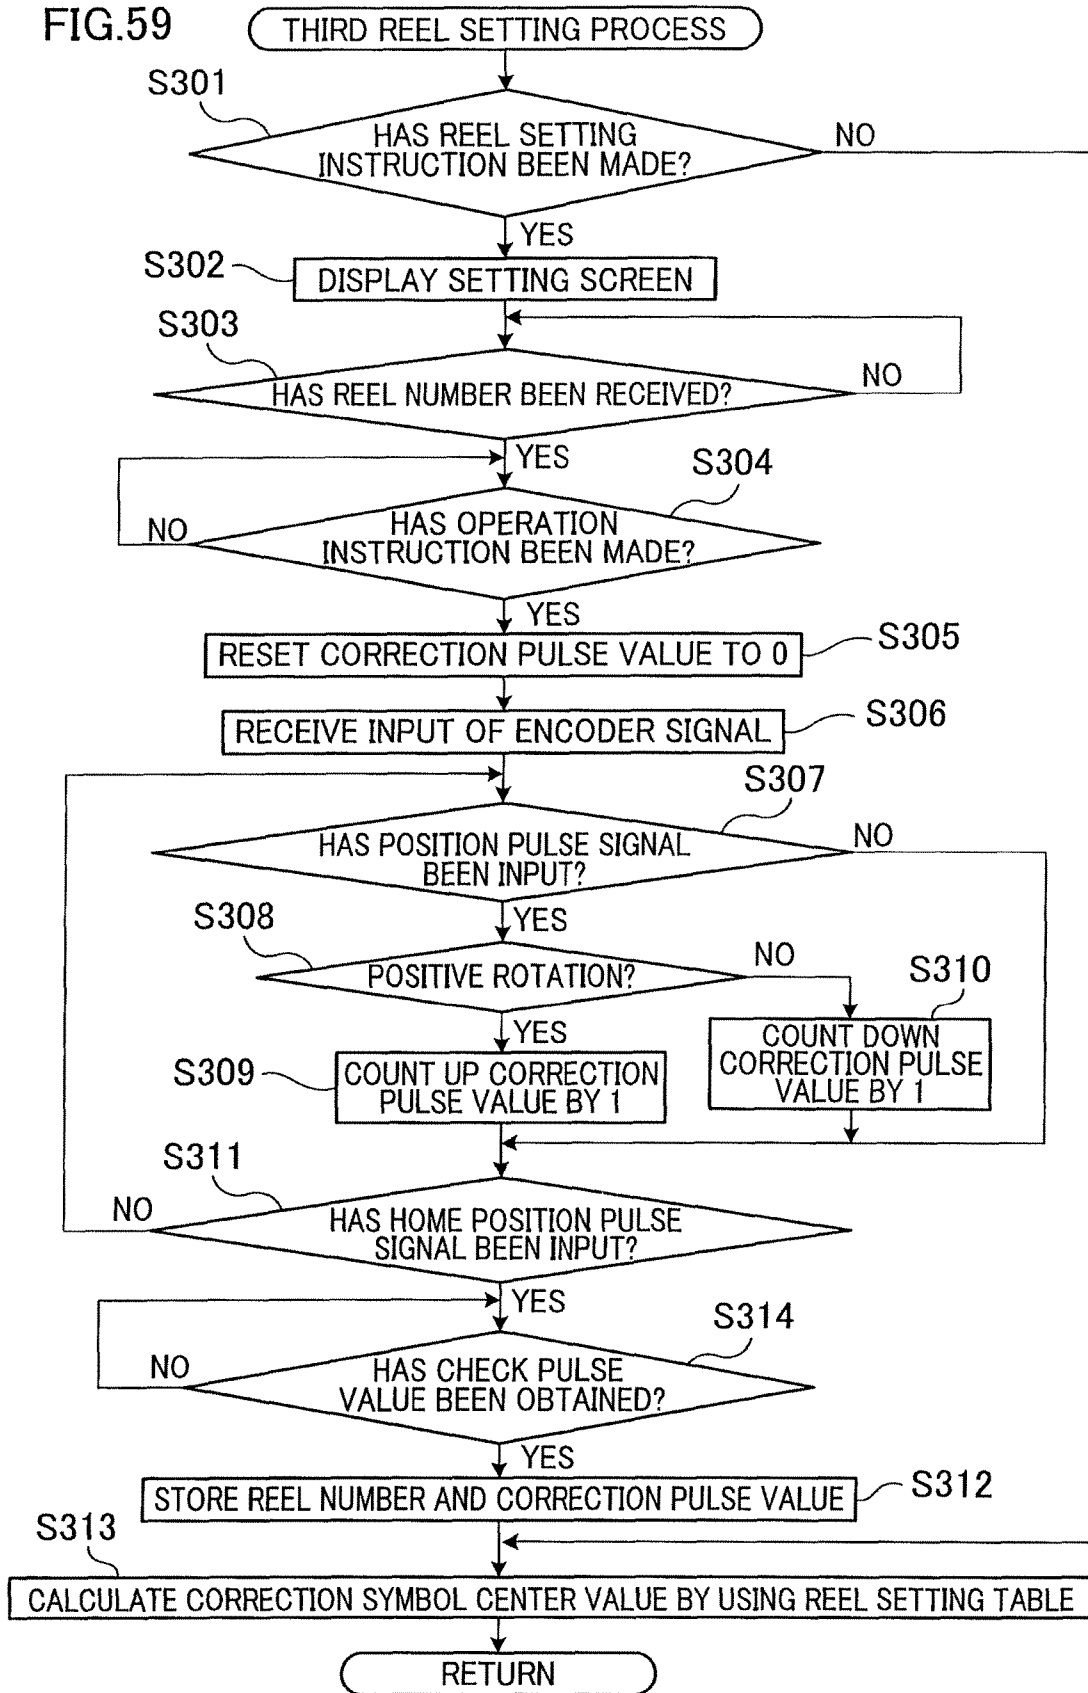 FIG.59
THIRD REEL SETTING PROCESS
S301
HAS REEL SETTING
INSTRUCTION BEEN MADE?
NO
YES
S302
DISPLAY SETTING SCREEN
S303
HAS REEL NUMBER BEEN RECEIVED?
NO
YES
S304
NO
HAS OPERATION
INSTRUCTION BEEN MADE?
YES
S305
RESET CORRECTION PULSE VALUE TO 0
S306
RECEIVE INPUT OF ENCODER SIGNAL
S307
HAS POSITION PULSE SIGNAL
BEEN INPUT?
NO
YES
S308
POSITIVE ROTATION?
NO
S310
YES
S309
COUNT UP CORRECTION
PULSE VALUE BY 1
COUNT DOWN
CORRECTION PULSE
VALUE BY 1
S311
NO
HAS HOME POSITION PULSE
SIGNAL BEEN INPUT?
YES
S314
NO
HAS CHECK PULSE
VALUE BEEN OBTAINED?
YES
STORE REEL NUMBER AND CORRECTION PULSE VALUE
S312
S313
CALCULATE CORRECTION SYMBOL CENTER VALUE BY USING REEL SETTING TABLE
RETURN